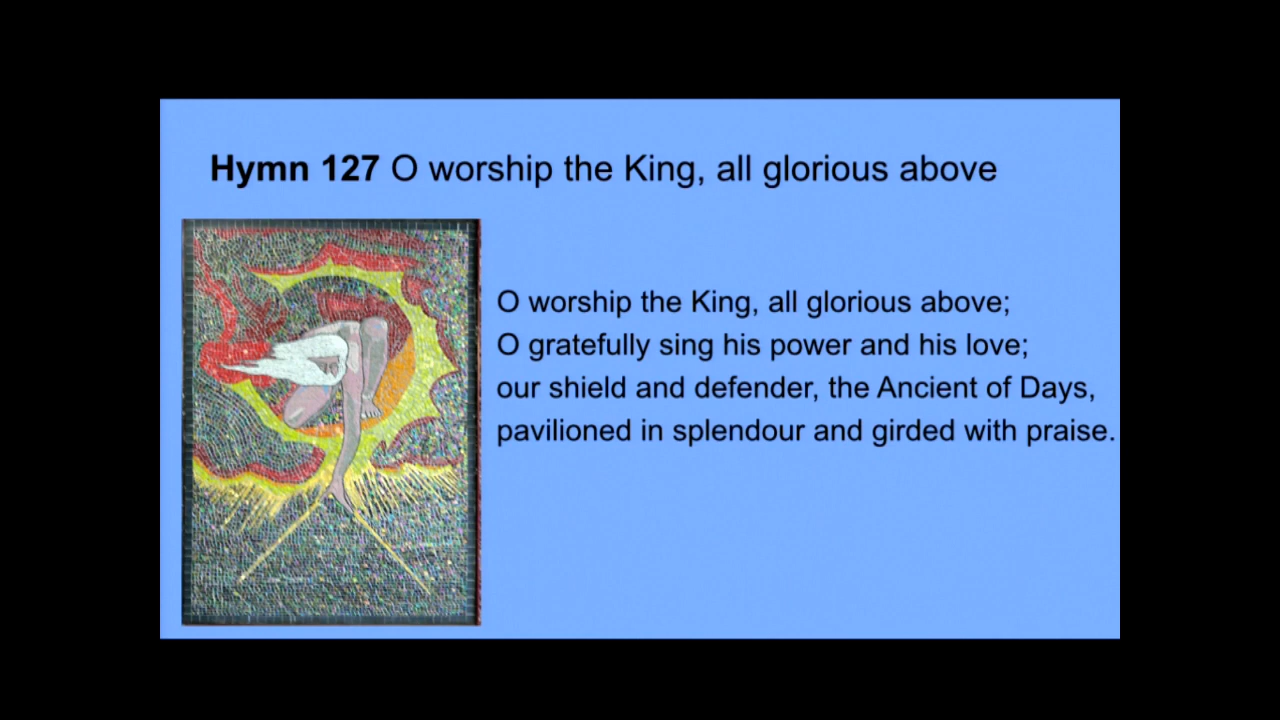 Hymn 127 O worship the King, all glorious above
O worship the King, all glorious above;
O gratefully sing his power and his love;
our shield and defender, the Ancient of Days,
pavilioned in splendour and girded with praise.